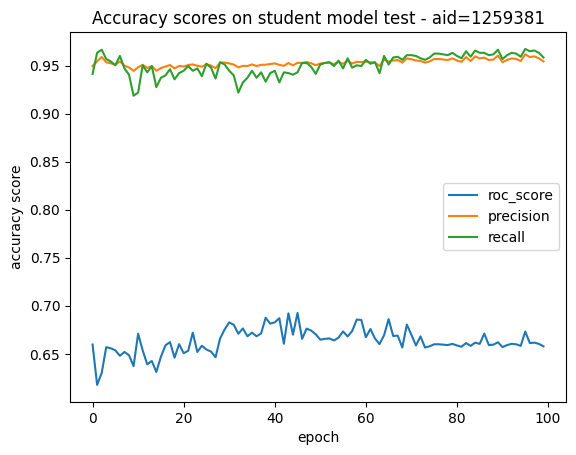 Accuracy scores on student model test - aid=1259381
accuracy score
0.95
0.90
0.85
0.80
0.75
0.70
0.65
roc_score
precision
recall
0
20
40
60
80
100
epoch